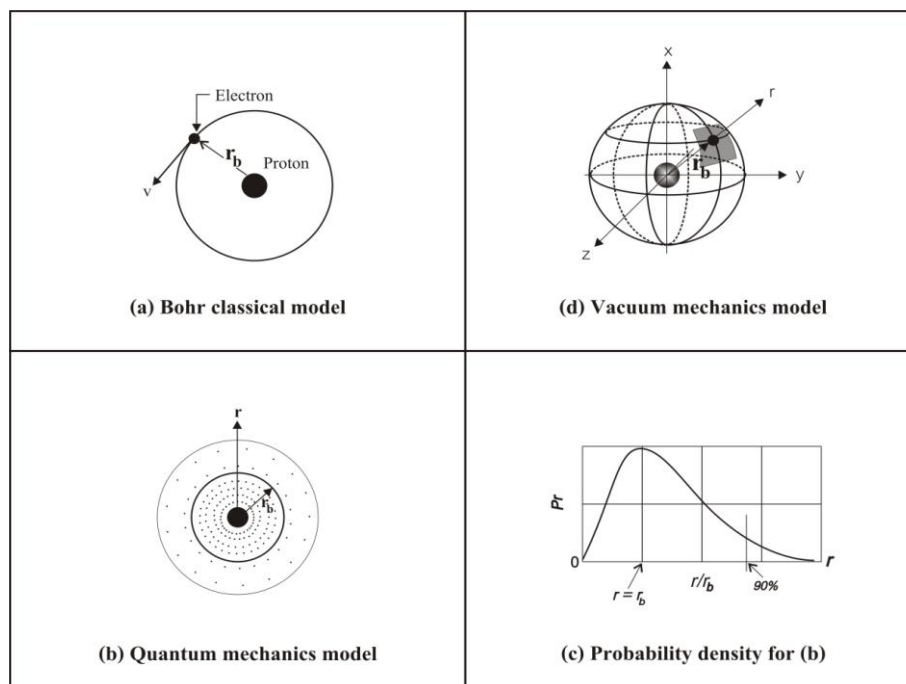 Electron
r_b
Proton
v
(a) Bohr classical model
x
r
r_b
y
z
(d) Vacuum mechanics model
r
r_b
(b) Quantum mechanics model
Pr
0
r = r_b
r/r_b
90%
r
(c) Probability density for (b)